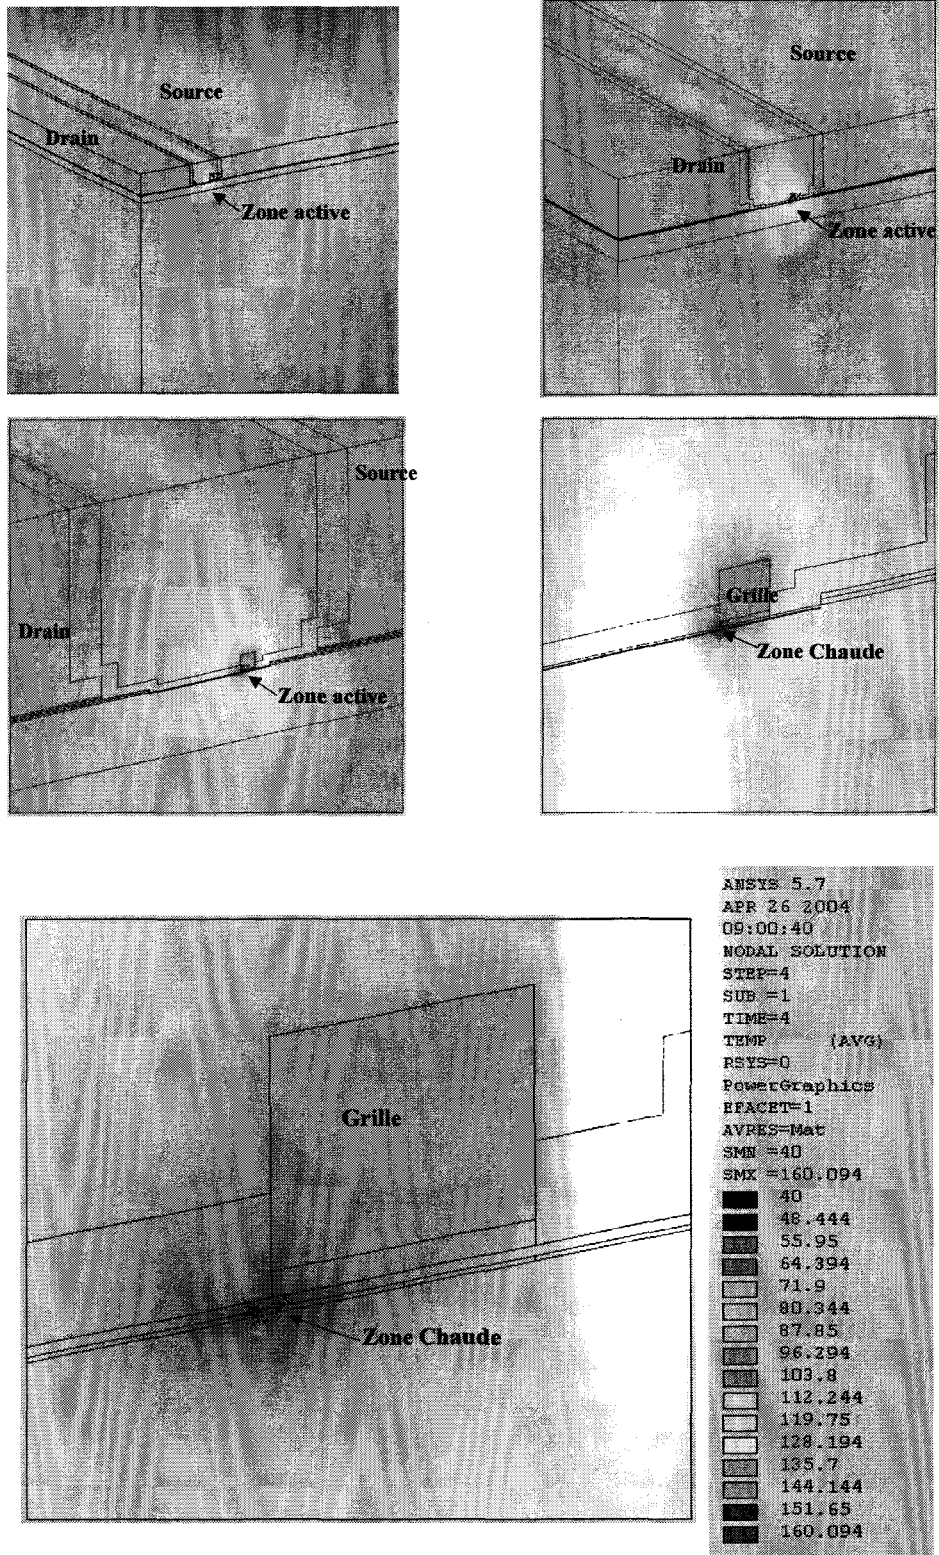 Source
Drain
Zone active
Source
Drain
Zone active
Source
Drain
Zone active
Grille
Zone Chaude
Grille
Zone Chaude
ANSYS 5.7
APR 26 2004
09:00:40
NODAL SOLUTION
STEP=4
SUB =1
TIME=4
TEMP (AVG)
RSYS=0
PowerGraphics
EFACET=1
AVRES=Mat
SMN =40
SMX =160.094
40
48.444
55.95
64.394
71.9
80.344
87.85
96.294
103.8
112.244
119.75
128.194
135.7
144.144
151.65
160.094